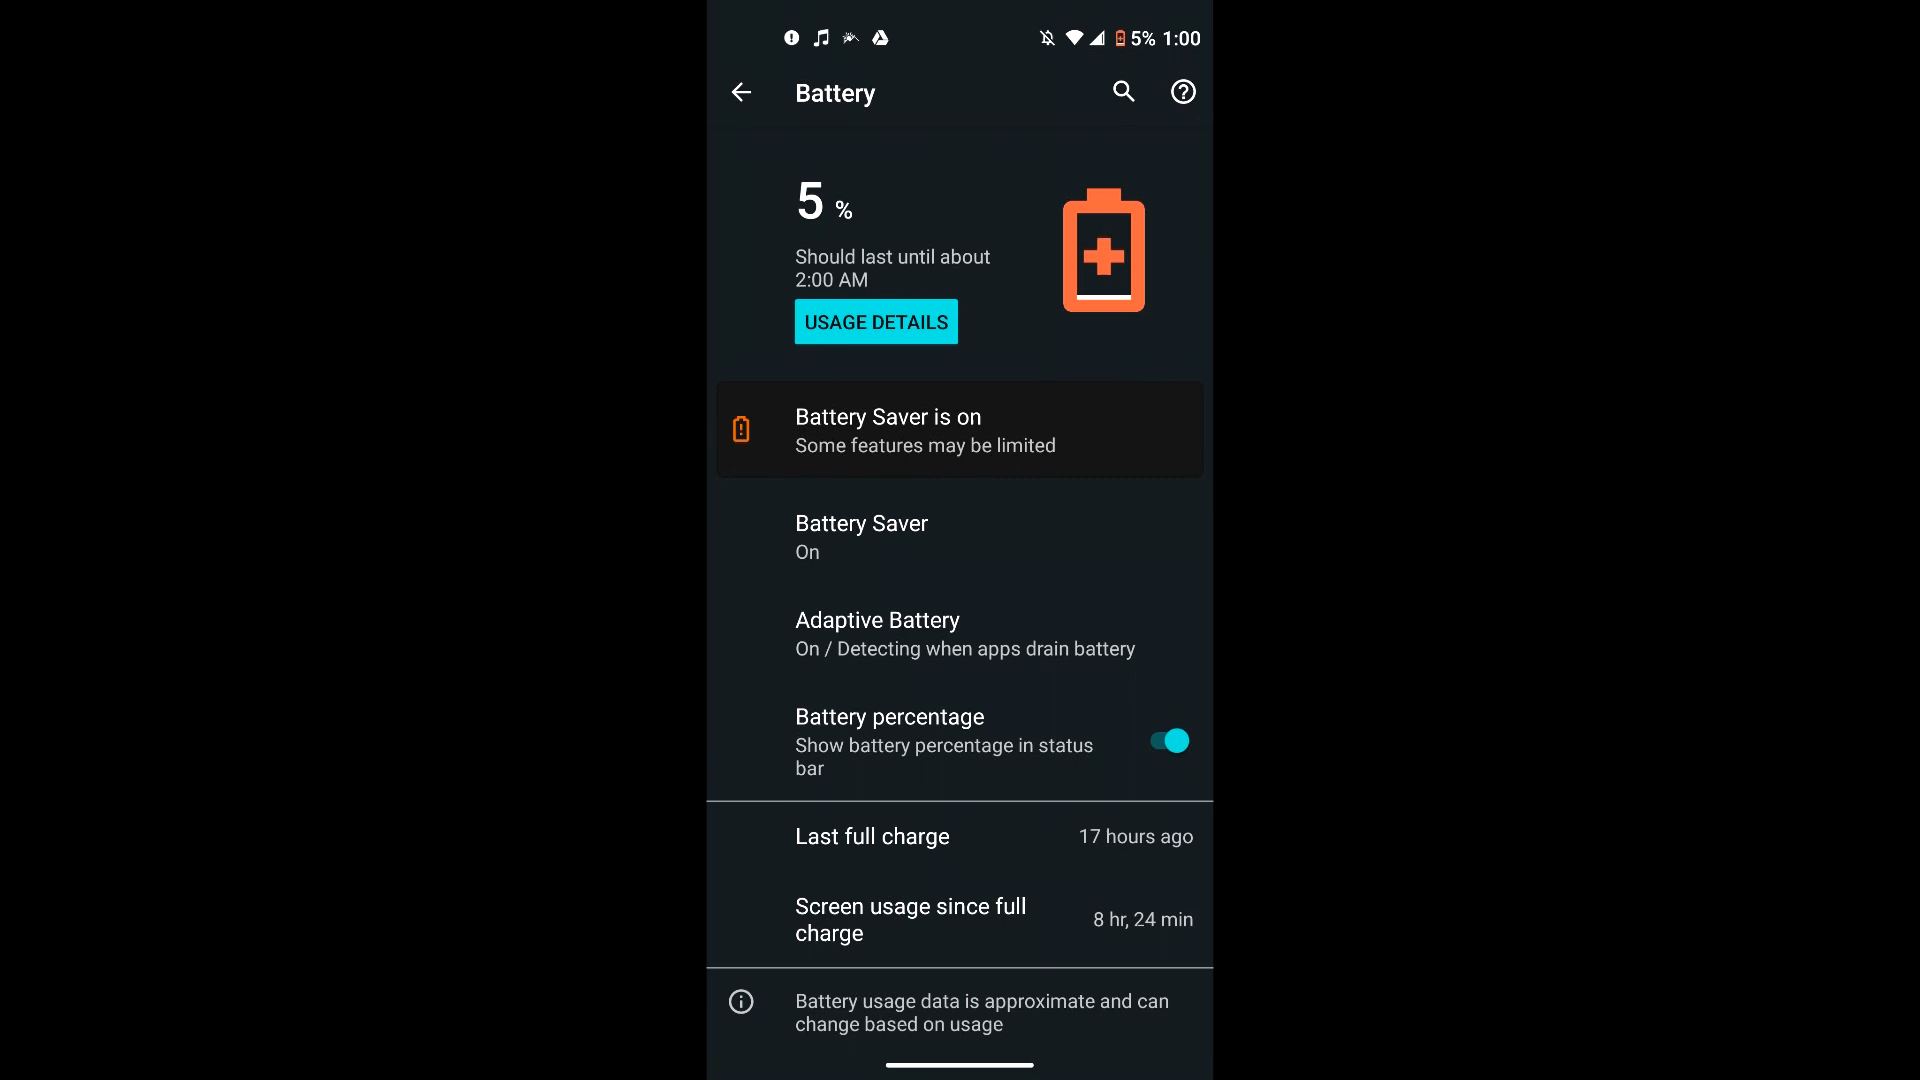 5% 1:00
Battery
5 %
Should last until about
2:00 AM
USAGE DETAILS
Battery Saver is on
Some features may be limited
Battery Saver
On
Adaptive Battery
On / Detecting when apps drain battery
Battery percentage
Show battery percentage in status
bar
Last full charge 17 hours ago
Screen usage since full
charge
8 hr, 24 min
Battery usage data is approximate and can
change based on usage